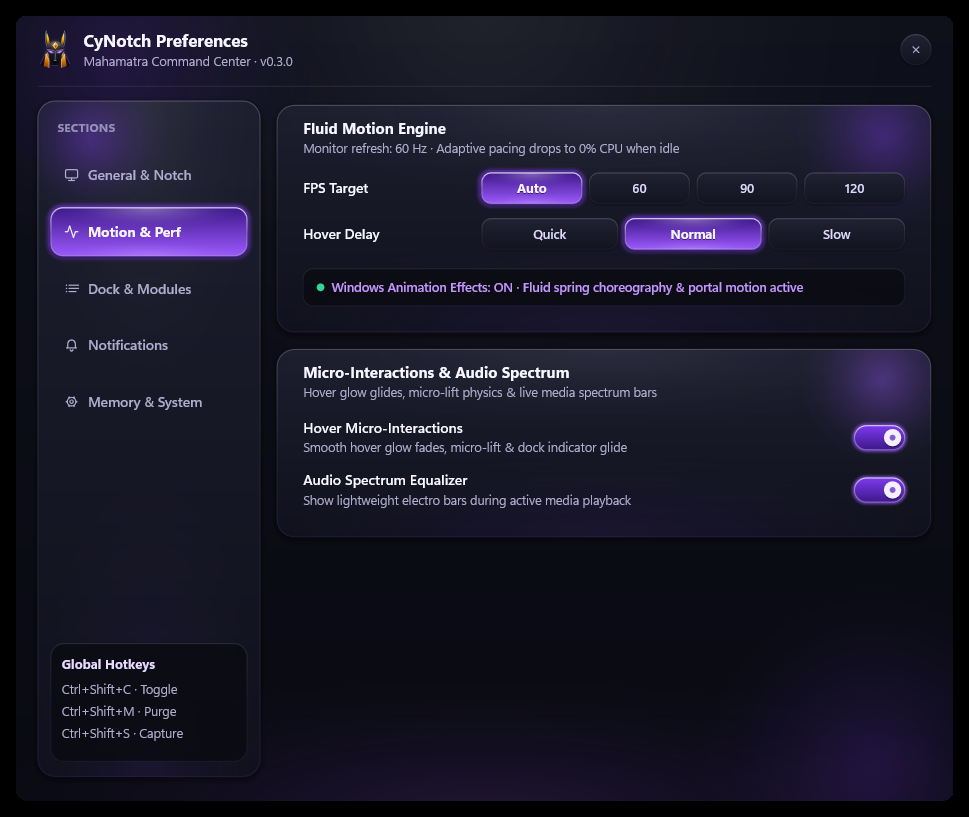 CyNotch Preferences
Mahamatra Command Center · v0.3.0
SECTIONS
General & Notch
Motion & Perf
Dock & Modules
Notifications
Memory & System
Global Hotkeys
Ctrl+Shift+C · Toggle
Ctrl+Shift+M · Purge
Ctrl+Shift+S · Capture
Fluid Motion Engine
Monitor refresh: 60 Hz · Adaptive pacing drops to 0% CPU when idle
FPS Target Auto 60 90 120
Hover Delay Quick Normal Slow
Windows Animation Effects: ON · Fluid spring choreography & portal motion active
Micro-Interactions & Audio Spectrum
Hover glow glides, micro-lift physics & live media spectrum bars
Hover Micro-Interactions
Smooth hover glow fades, micro-lift & dock indicator glide
Audio Spectrum Equalizer
Show lightweight electro bars during active media playback